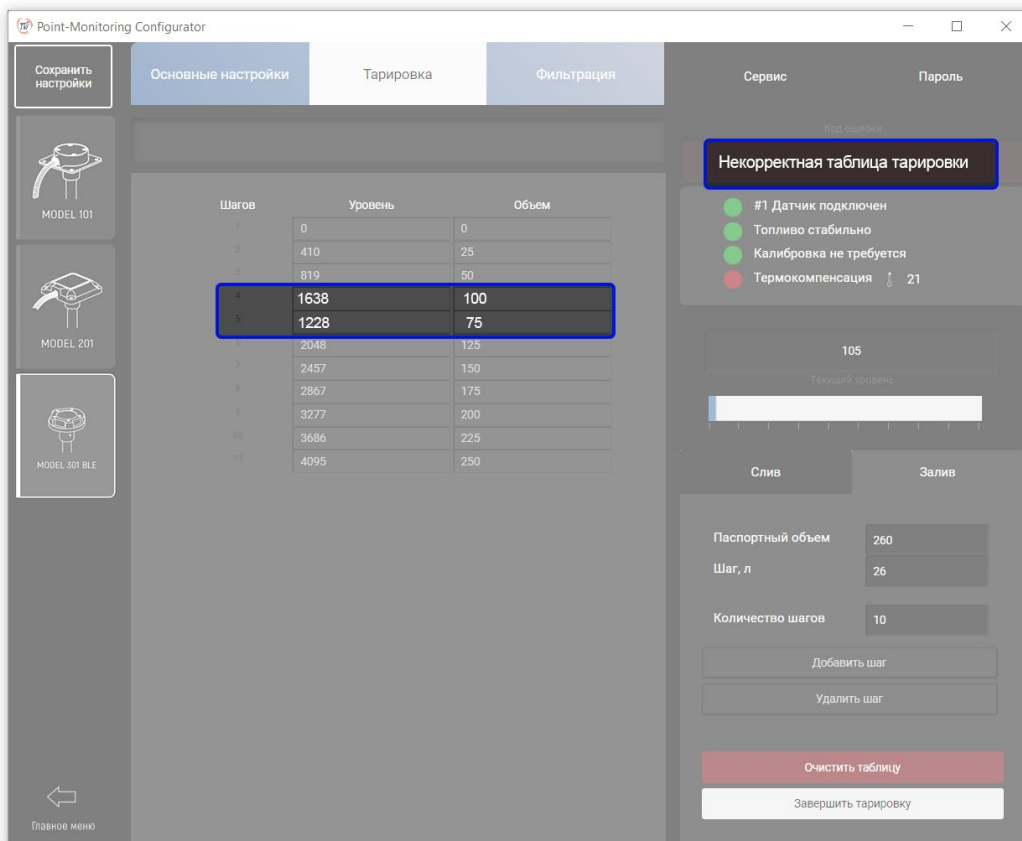 Point-Monitoring Configurator
Сохранить настройки
Основные настройки
Тарировка
Фильтрация
Сервис
Пароль
Код ошибки
Некорректная таблица тарировки
#1 Датчик подключен
Топливо стабильно
Калибровка не требуется
Термокомпенсация 21
MODEL 101
MODEL 201
MODEL 301 BLE
Шагов Уровень Объем
1 0 0
2 410 25
3 819 50
4 1638 100
5 1228 75
6 2048 125
7 2457 150
8 2867 175
9 3277 200
10 3686 225
11 4095 250
105
Текущий уровень
Слив
Залив
Паспортный объем 260
Шаг, л 26
Количество шагов 10
Добавить шаг
Удалить шаг
Очистить таблицу
Завершить тарировку
Главное меню